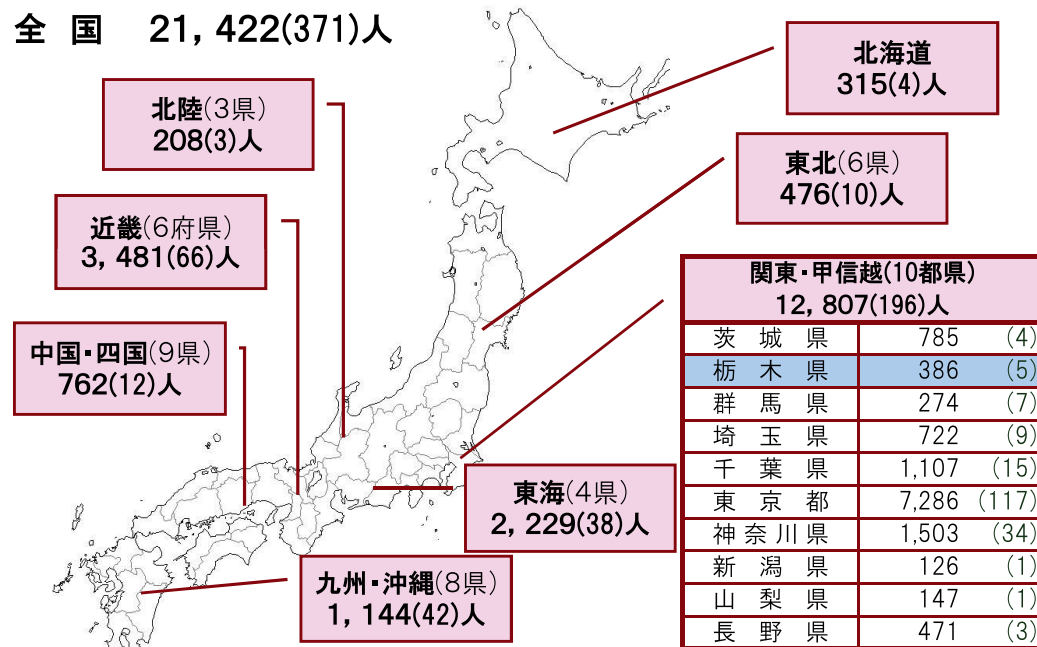 全 国 21,422(371)人
北海道
315(4)人
北陸(3県)
208(3)人
東北(6県)
476(10)人
近畿(6府県)
3,481(66)人
中国・四国(9県)
762(12)人
東海(4県)
2,229(38)人
九州・沖縄(8県)
1,144(42)人
関東・甲信越(10都県)
12,807(196)人
茨城県 785 (4)
栃木県 386 (5)
群馬県 274 (7)
埼玉県 722 (9)
千葉県 1,107 (15)
東京都 7,286 (117)
神奈川県 1,503 (34)
新潟県 126 (1)
山梨県 147 (1)
長野県 471 (3)